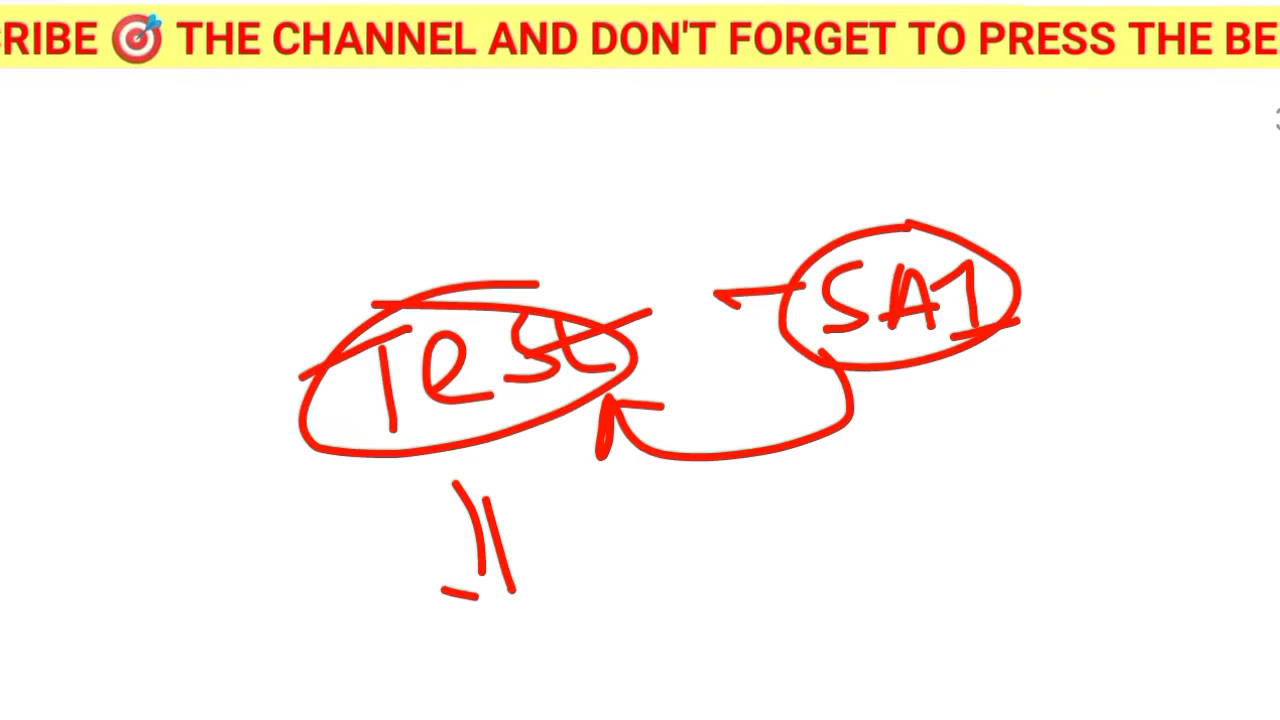 RIBE 🎯 THE CHANNEL AND DON'T FORGET TO PRESS THE BE
SA1
Test